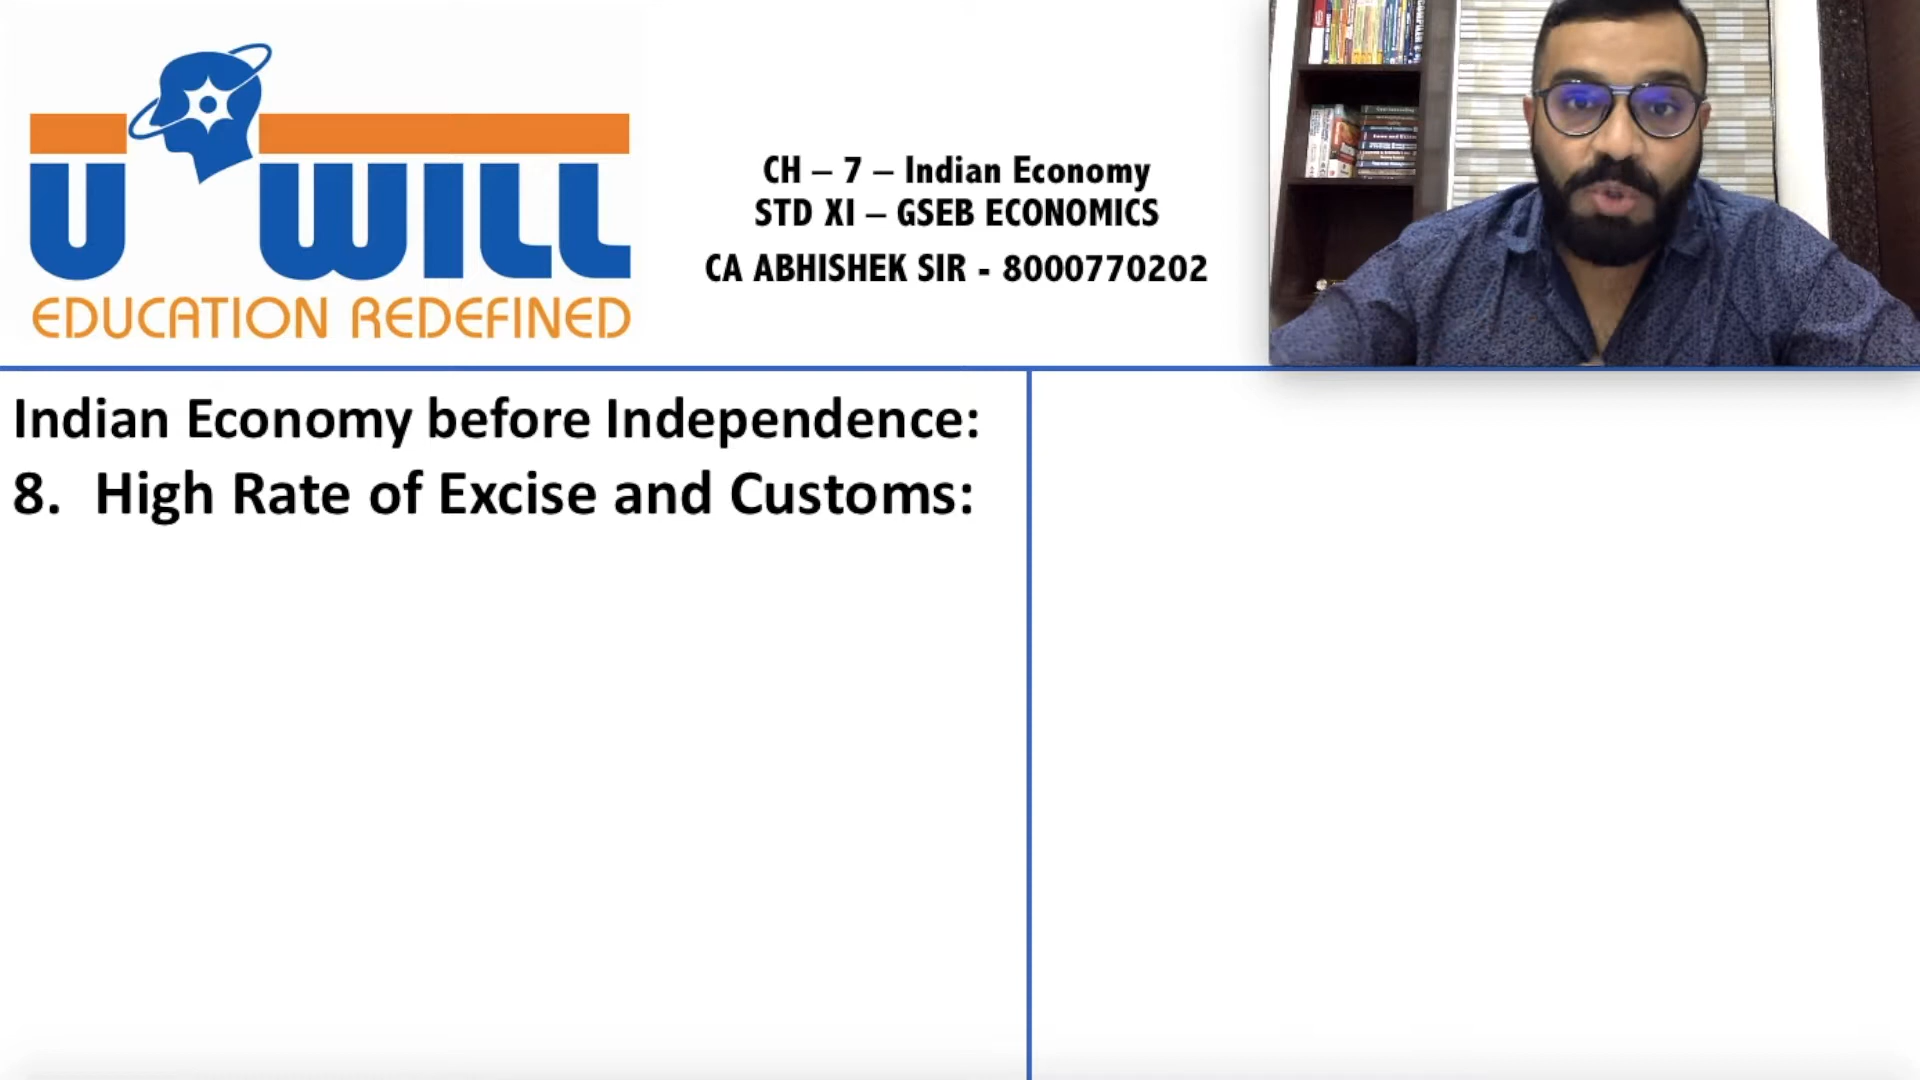 U WILL
EDUCATION REDEFINED
CH – 7 – Indian Economy
STD XI – GSEB ECONOMICS
CA ABHISHEK SIR - 8000770202
Indian Economy before Independence:
8. High Rate of Excise and Customs: